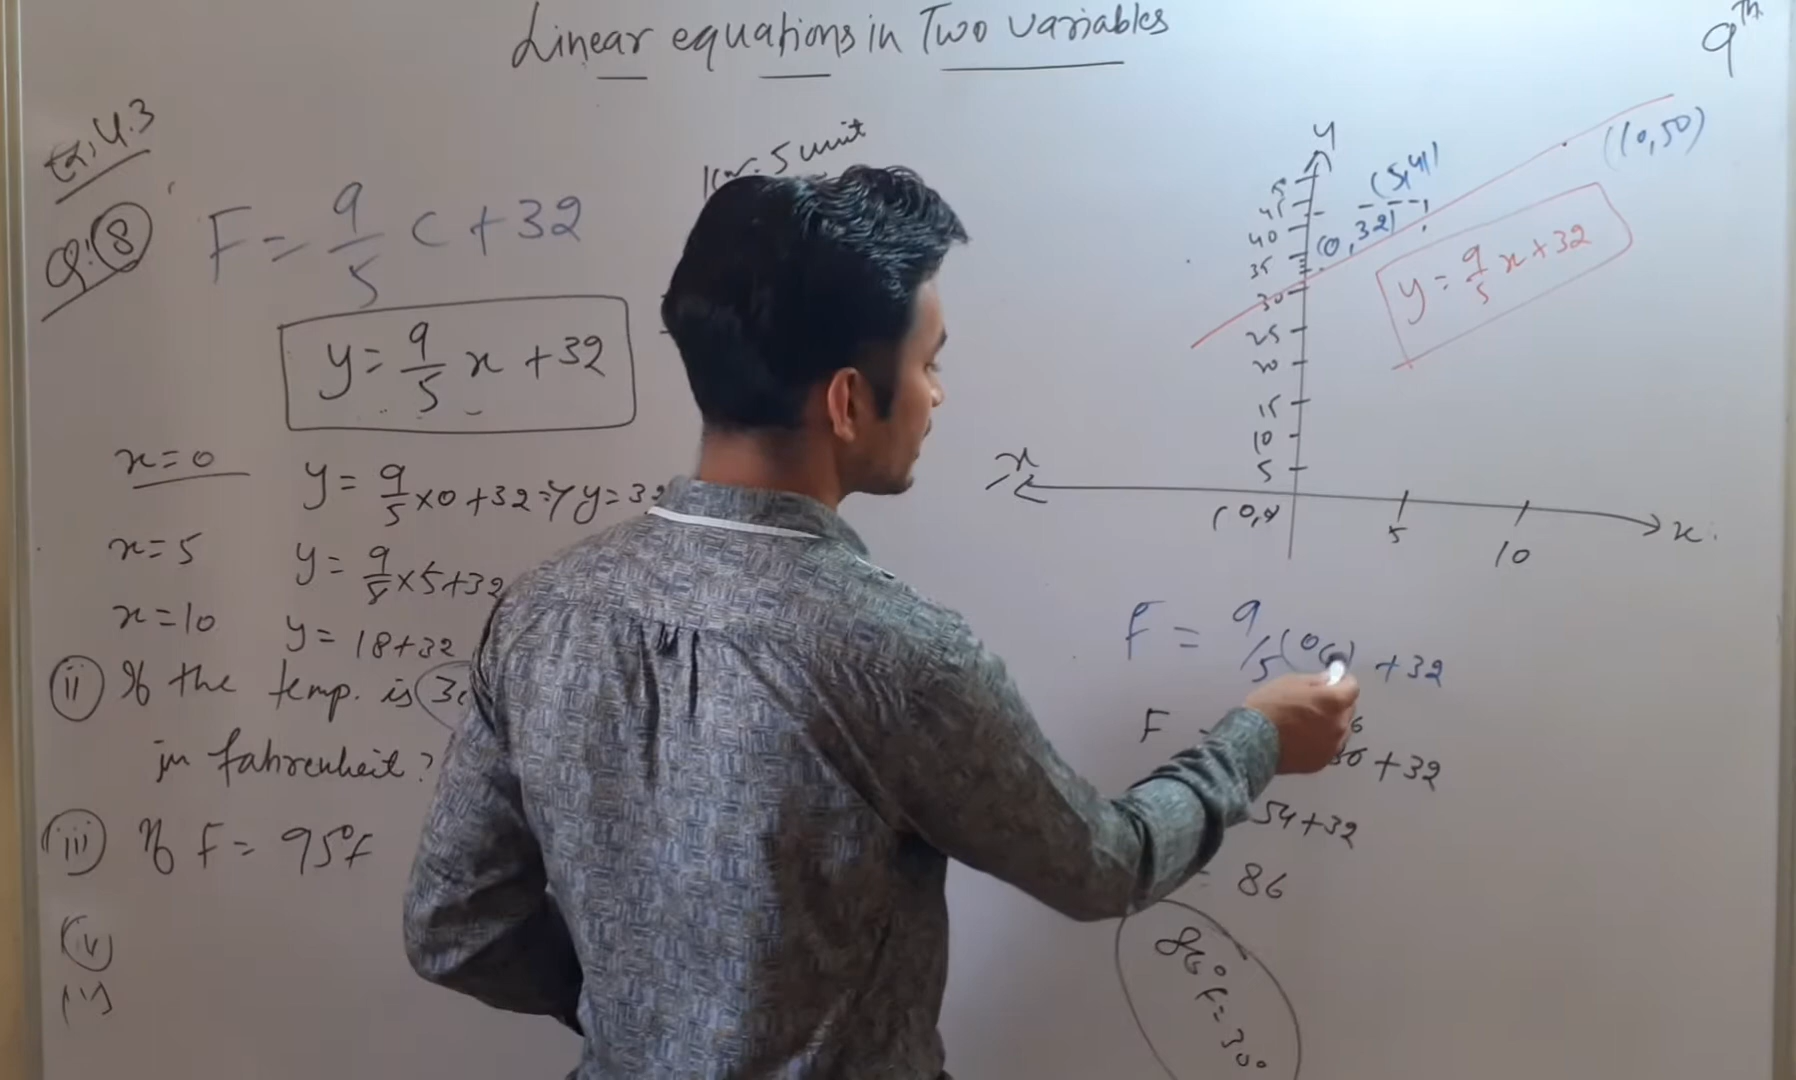 Linear equations in Two variables
9th
Ex: 4.3
Q:8
F = 9/5 C + 32
5 unit
y = 9/5 x + 32
x = 0
y = 9/5 × 0 + 32 ⇒ y = 3
x = 5
y = 9/5 × 5 + 32
x = 10
y = 18 + 32
(ii) If the temp. is 3
in fahrenheit?
(iii) If F = 95°F
(iv)
y
45
40
35
30
25
20
15
10
5
(0,32)
(5,41)
(10,50)
y = 9/5 x + 32
x
5
10
x
F = 9/5 ( ) + 32
F
+ 32
54 + 32
= 86
86°F = 30°